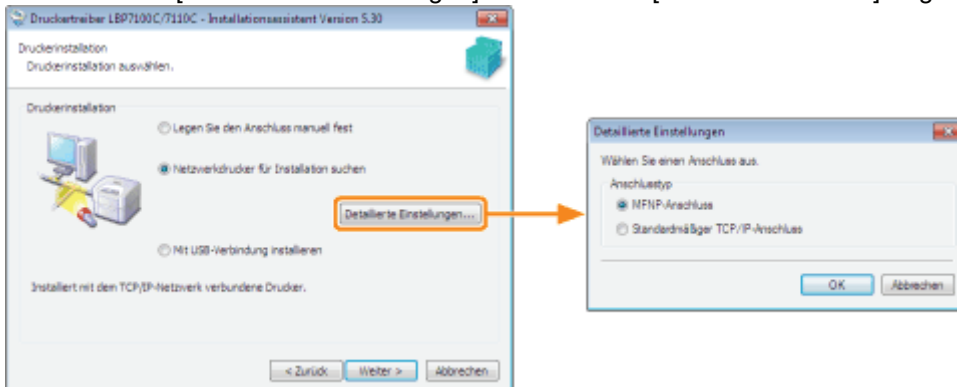 Druckertreiber LBP7100C/7110C - Installationsassistent Version 5.30
Druckerinstallation
Druckerinstallation auswählen.
Druckerinstallation
Legen Sie den Anschluss manuell fest
Netzwerkdrucker für Installation suchen
Detaillierte Einstellungen...
Mit USB-Verbindung installieren
Installiert mit dem TCP/IP-Netzwerk verbundene Drucker.
< Zurück
Weiter >
Abbrechen
Detaillierte Einstellungen
Wählen Sie einen Anschluss aus.
Anschlusstyp
MFNP-Anschluss
Standardmäßiger TCP/IP-Anschluss
OK
Abbrechen